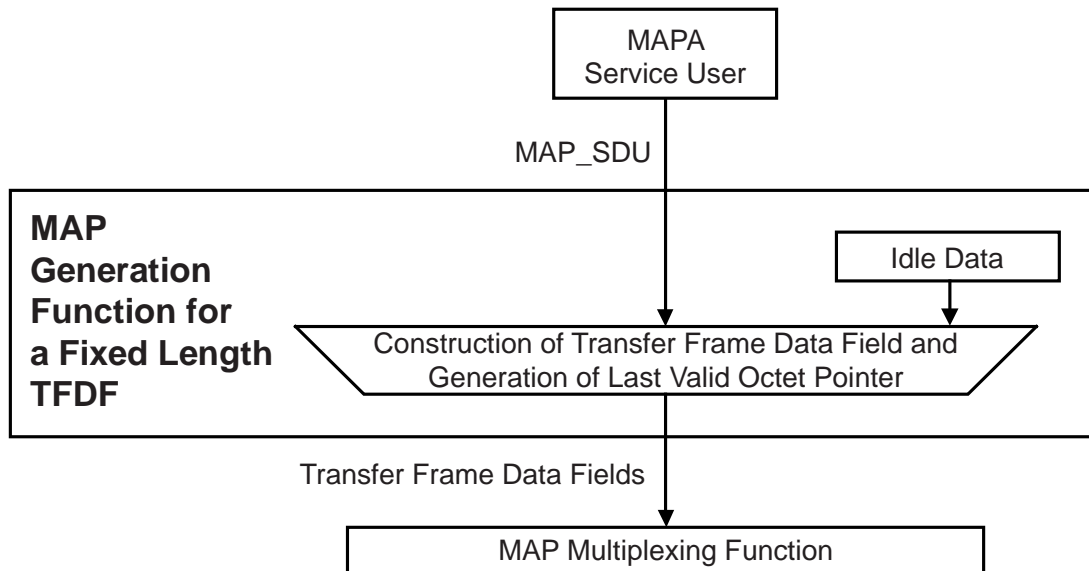 MAPA
Service User
MAP_SDU
MAP
Generation
Function for
a Fixed Length
TFDF
Idle Data
Construction of Transfer Frame Data Field and
Generation of Last Valid Octet Pointer
Transfer Frame Data Fields
MAP Multiplexing Function